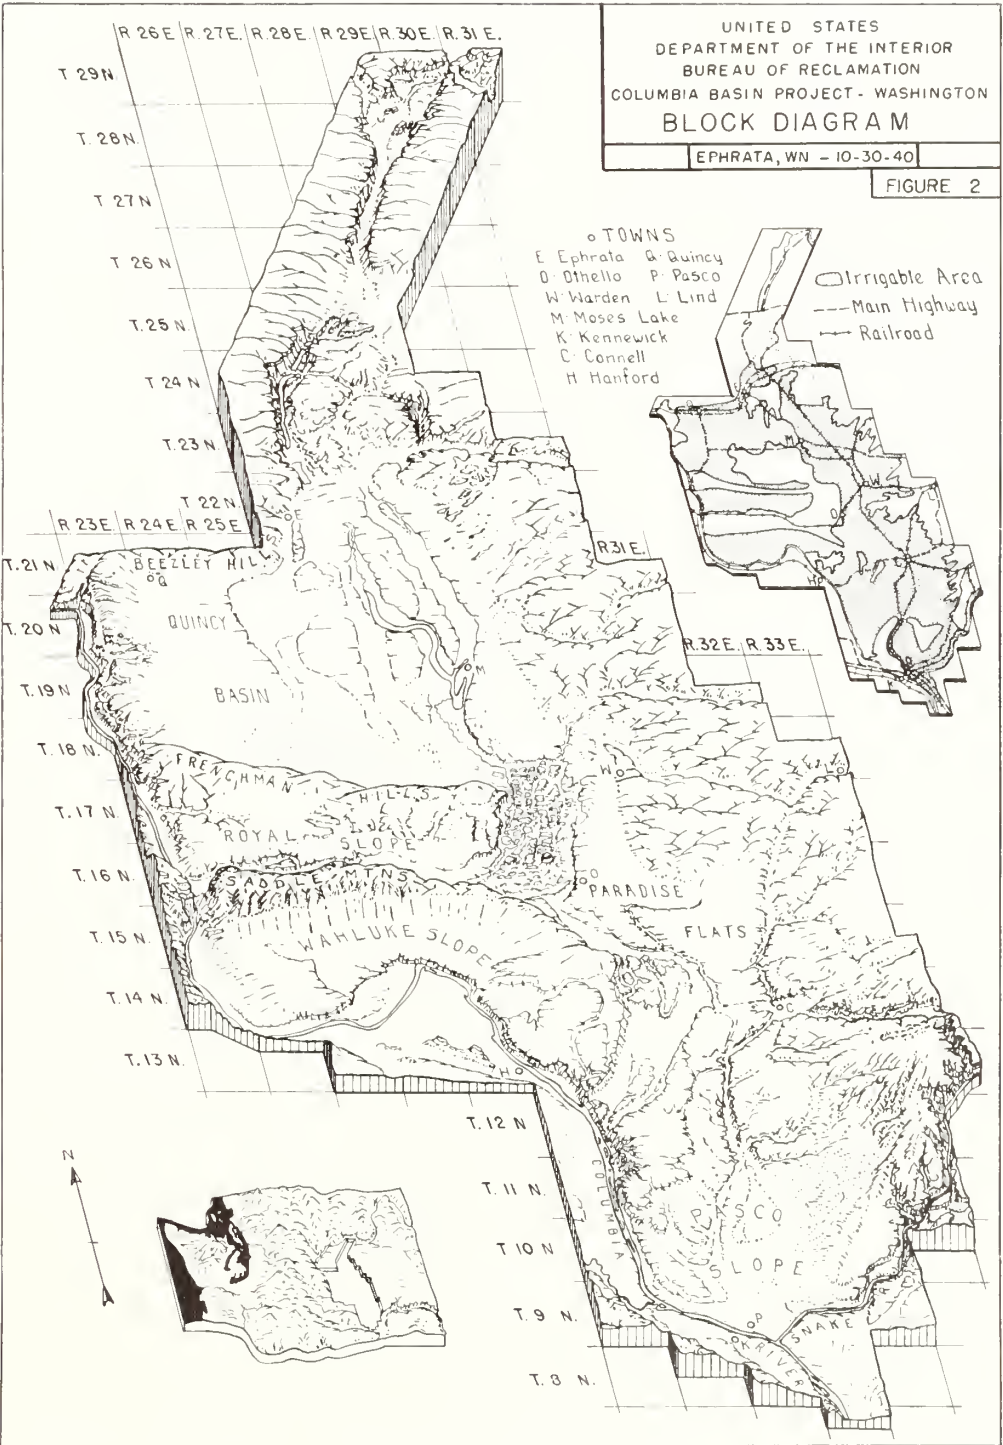 UNITED STATES
DEPARTMENT OF THE INTERIOR
BUREAU OF RECLAMATION
COLUMBIA BASIN PROJECT - WASHINGTON
BLOCK DIAGRAM
EPHRATA, WN - 10-30-40
FIGURE 2
R. 26 E. R. 27 E. R. 28 E. R. 29 E. R. 30 E. R. 31 E.
T. 29 N.
T. 28 N.
T. 27 N
T. 26 N
T. 25 N.
T. 24 N
T. 23 N.
T. 22 N.
o TOWNS
E Ephrata Q Quincy
O Othello P Pasco
W Warden L Lind
M Moses Lake
K Kennewick
C Connell
H Hanford
Irrigable Area
Main Highway
Railroad
M
W
O
H
R. 23 E. R. 24 E. R. 25 E.
E
T. 21 N.
BEEZLEY HILLS
Q
R. 31 E.
T. 20 N
QUINCY
BASIN
R. 32 E. R. 33 E.
M
T. 19 N
T. 18 N.
FRENCHMAN HILLS
W
T. 17 N.
ROYAL SLOPE
T. 16 N.
SADDLE MTNS
O
PARADISE
FLATS
T. 15 N.
WAHLUKE SLOPE
T. 14 N.
C
T. 13 N.
H
T. 12 N
COLUMBIA
T. 11 N.
PASCO
SLOPE
T 10 N
T. 9 N.
P
K
SNAKE
RIVER
T. 8 N.
N